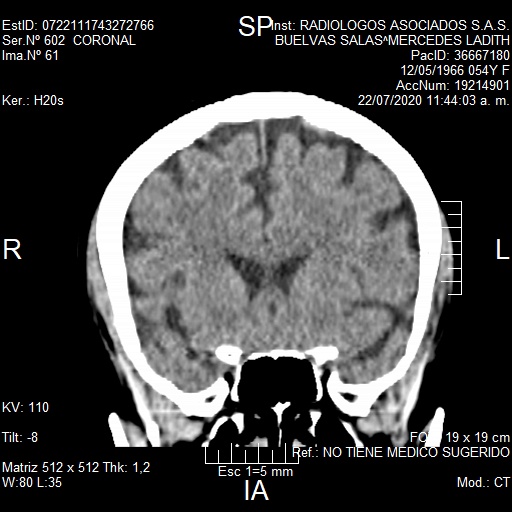 EstID: 0722111743272766
Ser.Nº 602 CORONAL
Ima.Nº 61
Ker.: H20s
SP
Inst: RADIOLOGOS ASOCIADOS S.A.S.
BUELVAS SALAS^MERCEDES LADITH
PacID: 36667180
12/05/1966 054Y F
AccNum: 19214901
22/07/2020 11:44:03 a. m.
R
L
KV: 110
Tilt: -8
Matriz 512 x 512 Thk: 1,2
W:80 L:35
Esc 1=5 mm
IA
19 x 19 cm
Ref.: NO TIENE MEDICO SUGERIDO
Mod.: CT